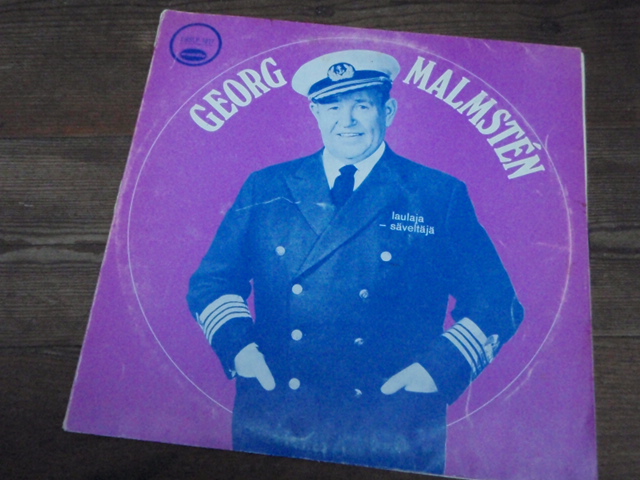 GEORG MALMSTÉN
laulaja
– säveltäjä